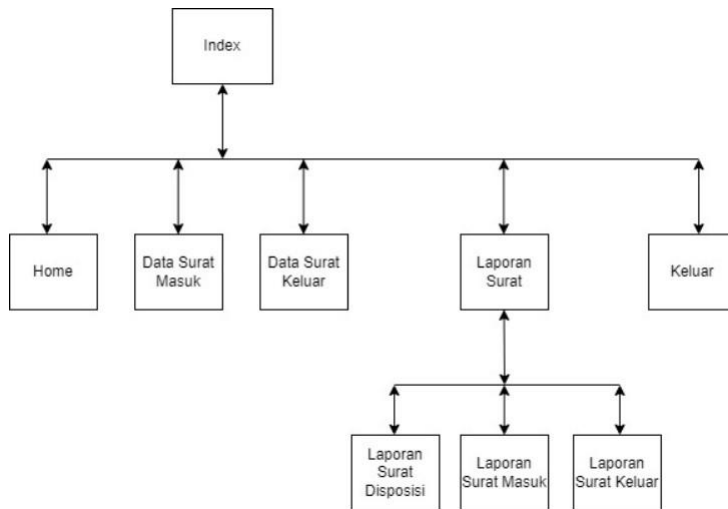 Index
Home
Data Surat
Masuk
Data Surat
Keluar
Laporan
Surat
Keluar
Laporan
Surat
Disposisi
Laporan
Surat Masuk
Laporan
Surat Keluar